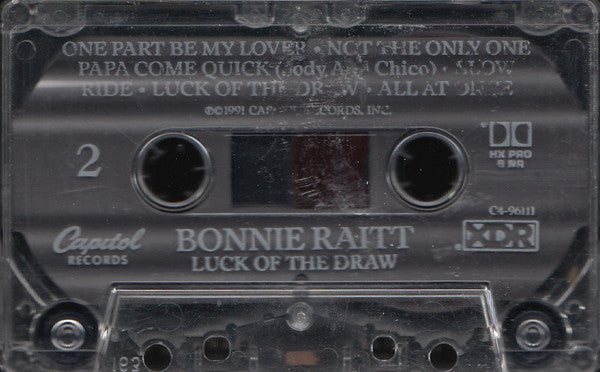 ONE PART BE MY LOVER • NOT THE ONLY ONE
PAPA COME QUICK (Jody And Chico) • SLOW
RIDE • LUCK OF THE DRAW • ALL AT ONCE
℗©1991 CAPITOL RECORDS, INC.
2
HX PRO
B NR
C4-96111
Capitol
RECORDS
BONNIE RAITT
XDR
LUCK OF THE DRAW